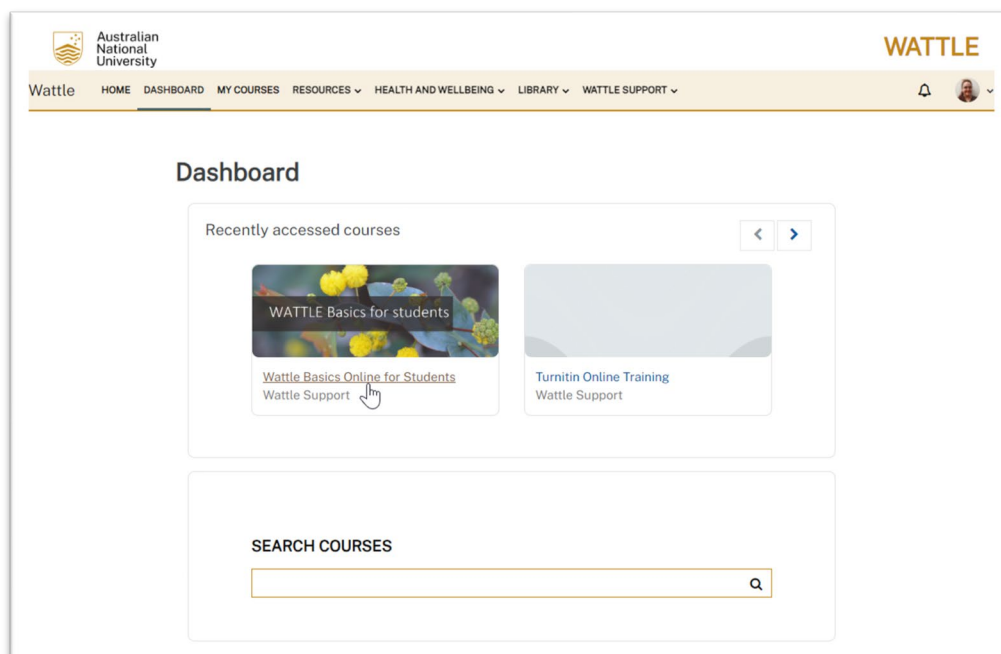 Australian
National
University
WATTLE
Wattle HOME DASHBOARD MY COURSES RESOURCES HEALTH AND WELLBEING LIBRARY WATTLE SUPPORT
Dashboard
Recently accessed courses
WATTLE Basics for students
Wattle Basics Online for Students
Wattle Support
Turnitin Online Training
Wattle Support
SEARCH COURSES